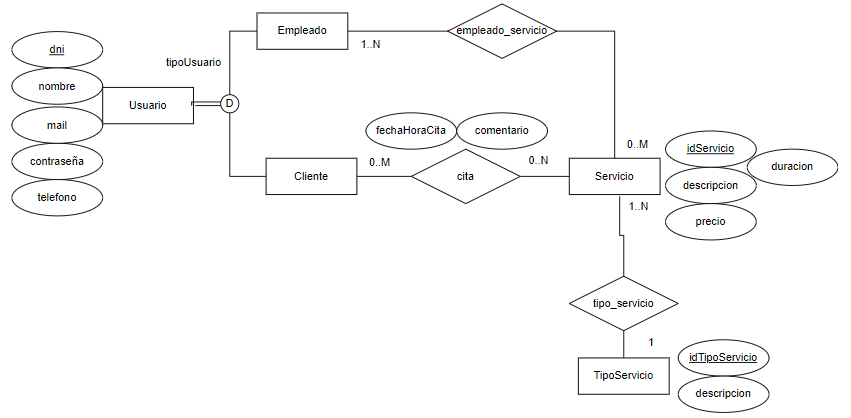 Empleado
empleado_servicio
1..N
dni
tipoUsuario
nombre
Usuario
D
mail
contraseña
telefono
fechaHoraCita
comentario
0..M
0..N
0..M
Cliente
cita
Servicio
idServicio
duracion
descripcion
1..N
precio
tipo_servicio
1
TipoServicio
idTipoServicio
descripcion